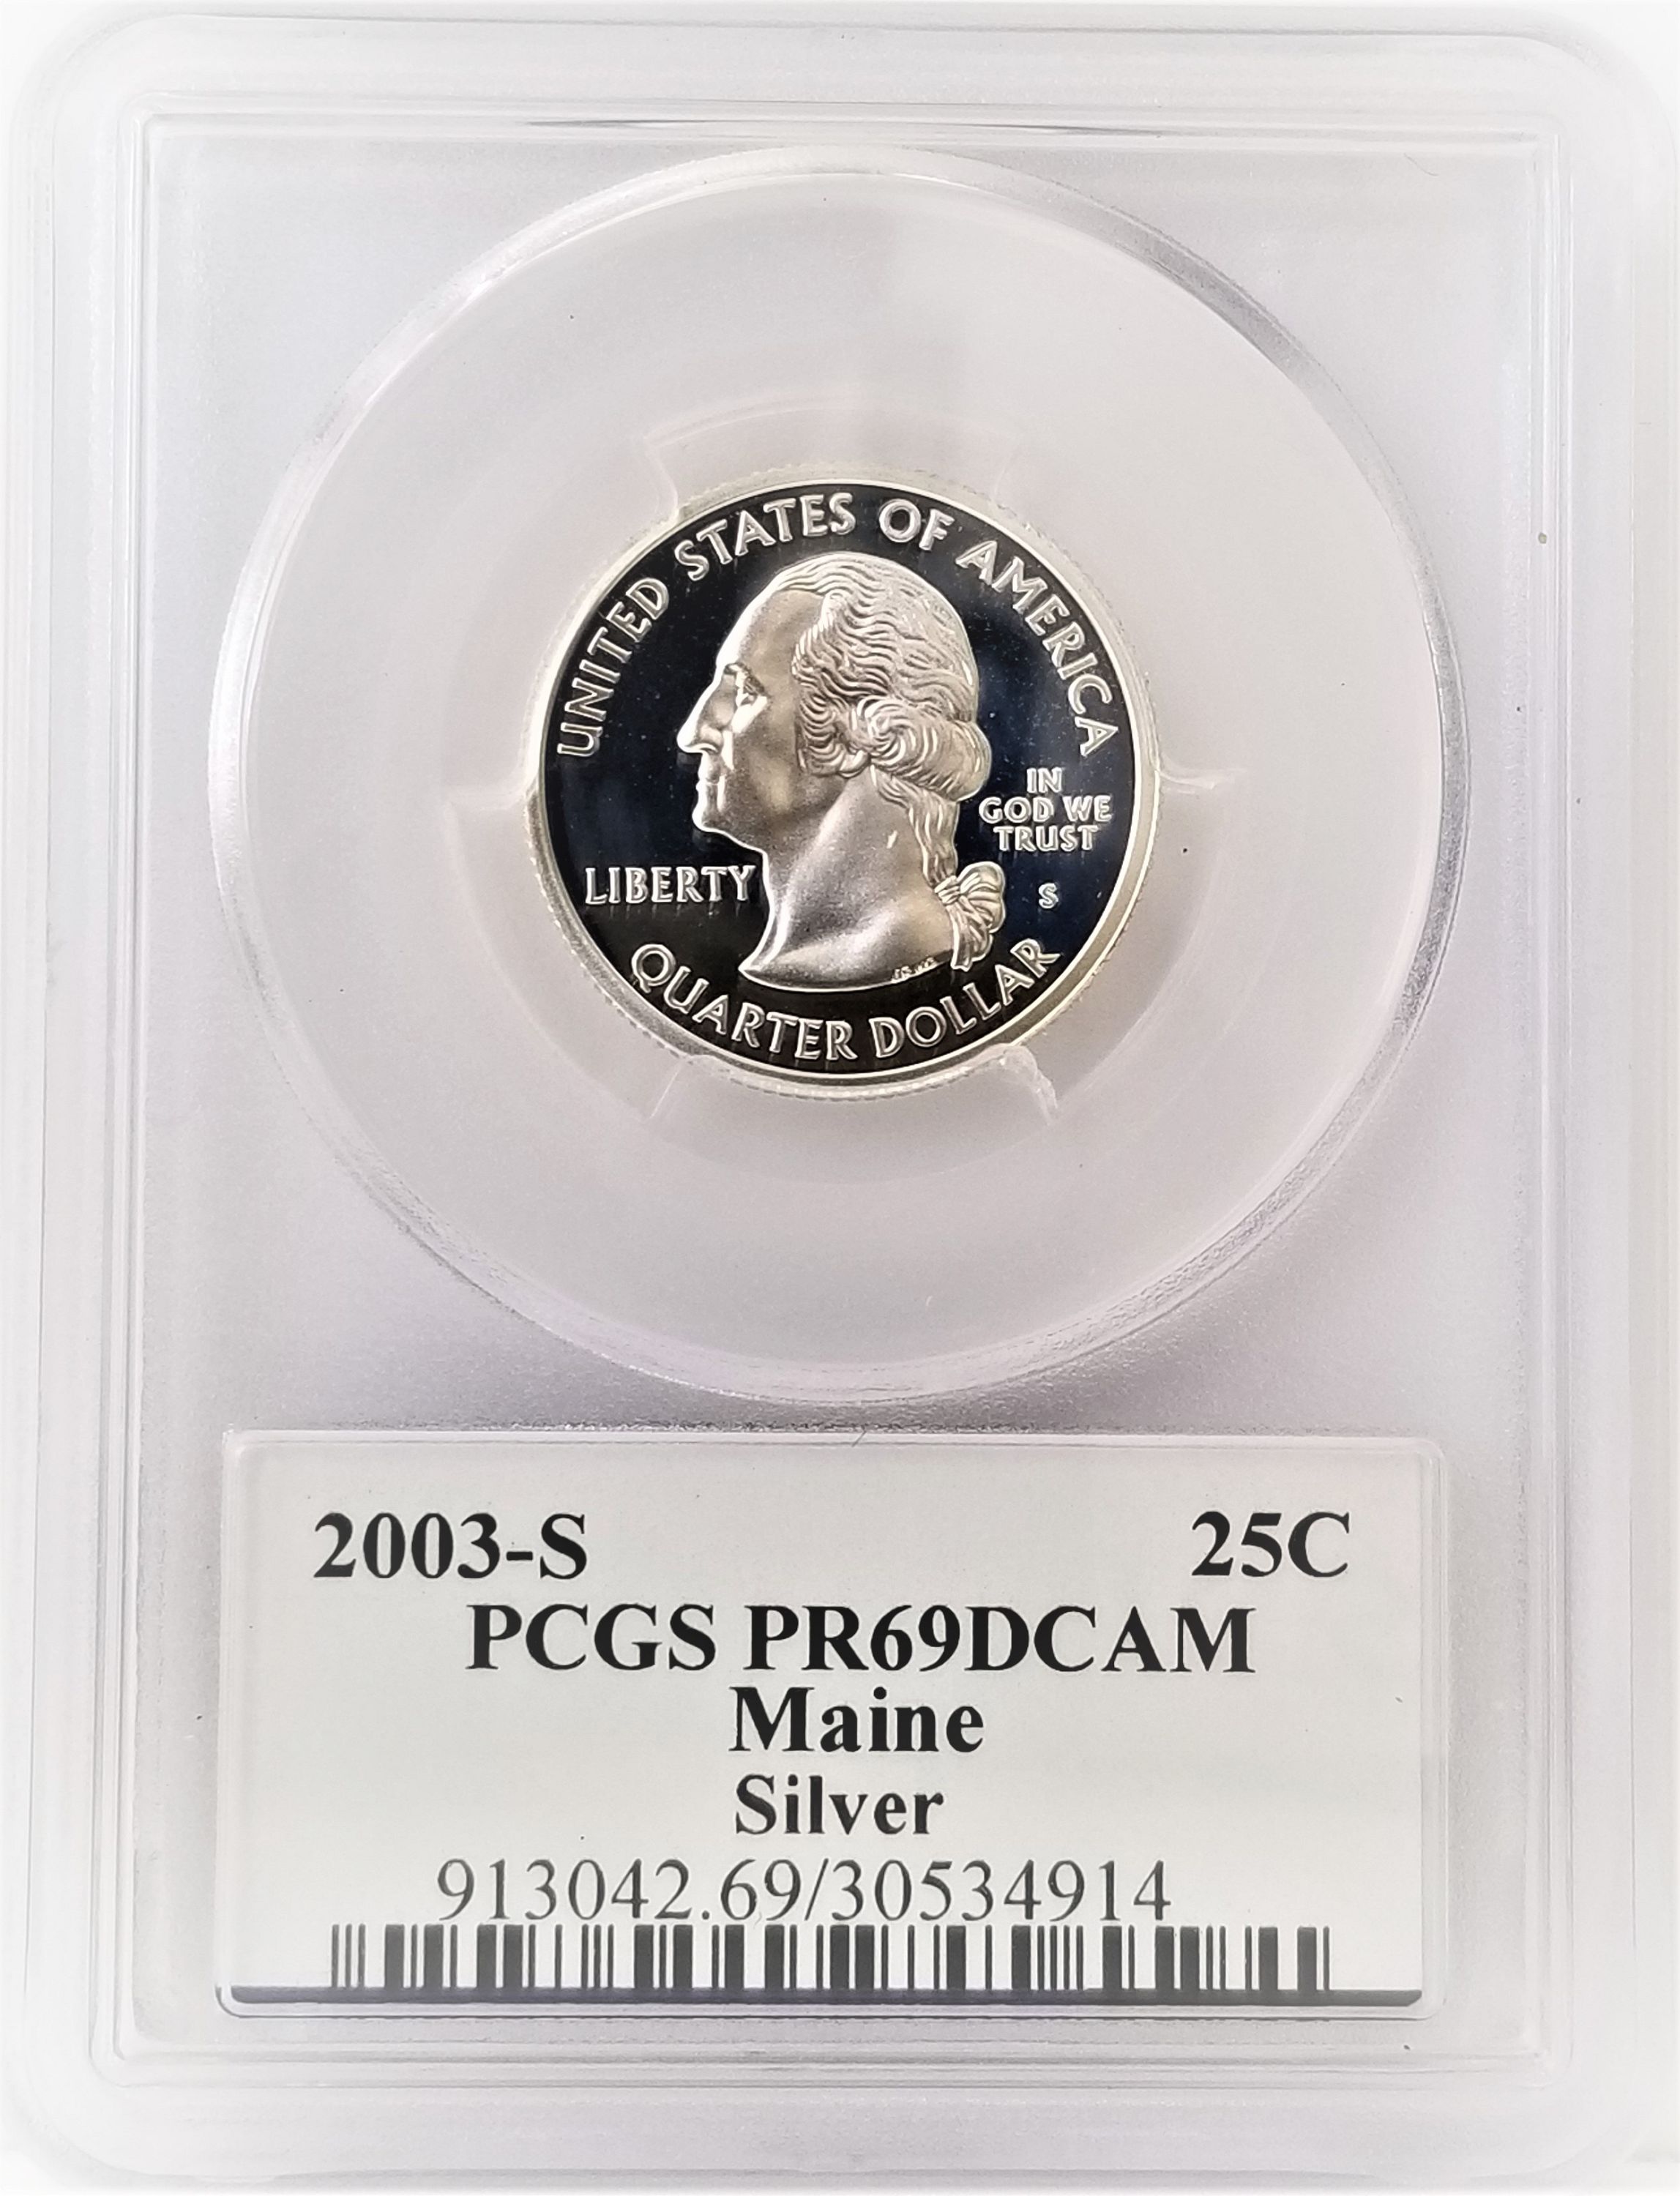 UNITED STATES OF AMERICA
IN
GOD WE
TRUST
LIBERTY
S
QUARTER DOLLAR
2003-S 25C
PCGS PR69DCAM
Maine
Silver
913042.69/30534914